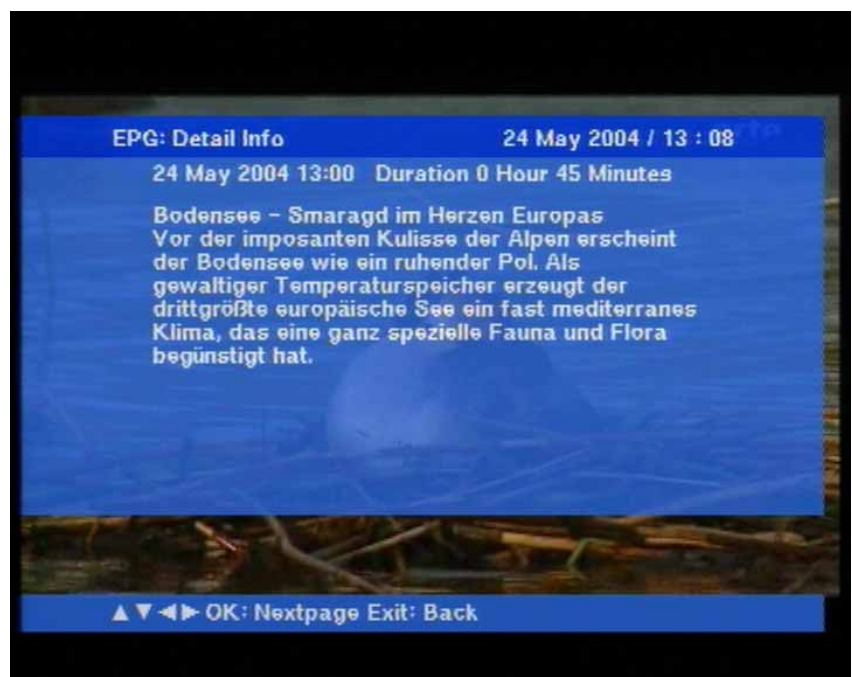 EPG: Detail Info 24 May 2004 / 13 : 08
arte
24 May 2004 13:00 Duration 0 Hour 45 Minutes
Bodensee - Smaragd im Herzen Europas
Vor der imposanten Kulisse der Alpen erscheint
der Bodensee wie ein ruhender Pol. Als
gewaltiger Temperaturspeicher erzeugt der
drittgrößte europäische See ein fast mediterranes
Klima, das eine ganz spezielle Fauna und Flora
begünstigt hat.
▲▼◀▶ OK: Nextpage Exit: Back